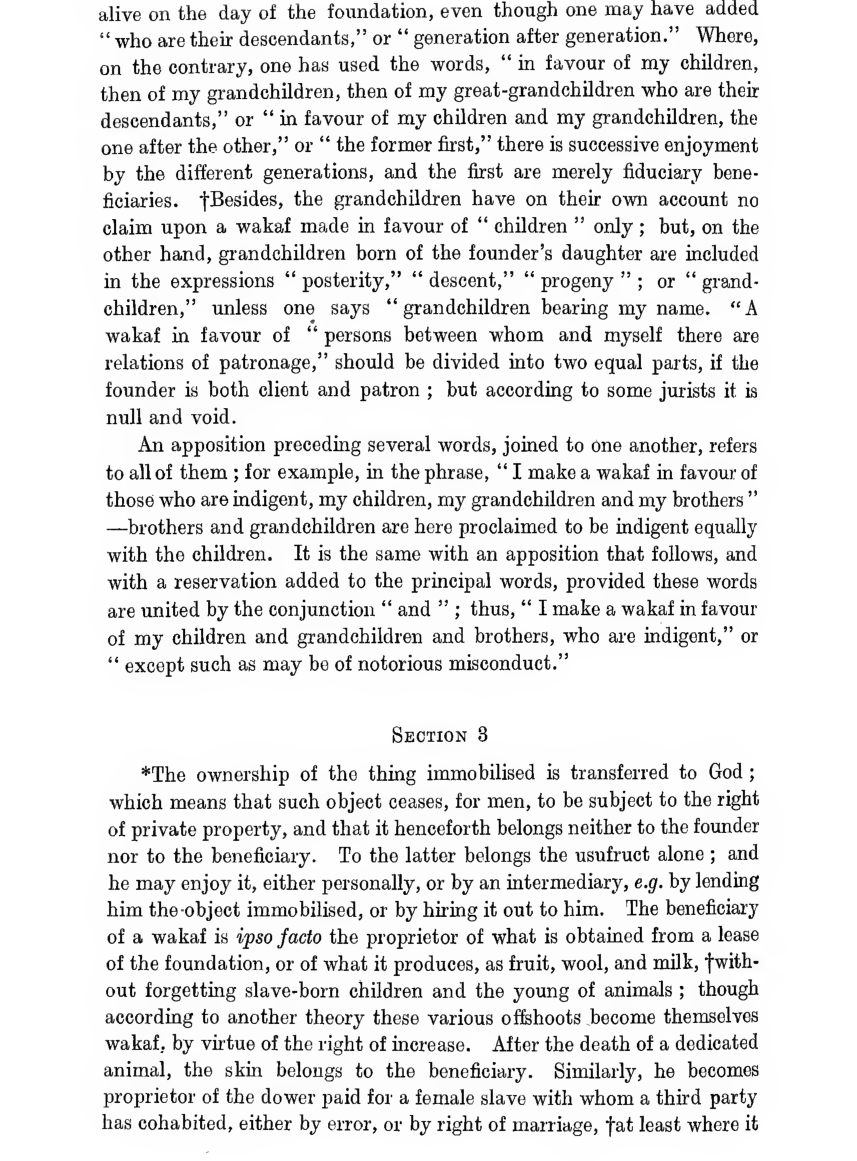 alive on the day of the foundation, even though one may have added
“ who are their descendants,” or “ generation after generation.” Where,
on the contrary, one has used the words, “ in favour of my children,
then of my grandchildren, then of my great-grandchildren who are their
descendants,” or “ in favour of my children and my grandchildren, the
one after the other,” or “ the former first,” there is successive enjoyment
by the different generations, and the first are merely fiduciary bene-
ficiaries. †Besides, the grandchildren have on their own account no
claim upon a wakaf made in favour of “ children ” only ; but, on the
other hand, grandchildren born of the founder’s daughter are included
in the expressions “ posterity,” “ descent,” “ progeny ” ; or “ grand-
children,” unless one says “ grandchildren bearing my name. “ A
wakaf in favour of “ persons between whom and myself there are
relations of patronage,” should be divided into two equal parts, if the
founder is both client and patron ; but according to some jurists it is
null and void.
An apposition preceding several words, joined to one another, refers
to all of them ; for example, in the phrase, “ I make a wakaf in favour of
those who are indigent, my children, my grandchildren and my brothers ”
—brothers and grandchildren are here proclaimed to be indigent equally
with the children. It is the same with an apposition that follows, and
with a reservation added to the principal words, provided these words
are united by the conjunction “ and ” ; thus, “ I make a wakaf in favour
of my children and grandchildren and brothers, who are indigent,” or
“ except such as may be of notorious misconduct.”
SECTION 3
*The ownership of the thing immobilised is transferred to God ;
which means that such object ceases, for men, to be subject to the right
of private property, and that it henceforth belongs neither to the founder
nor to the beneficiary. To the latter belongs the usufruct alone ; and
he may enjoy it, either personally, or by an intermediary, e.g. by lending
him the object immobilised, or by hiring it out to him. The beneficiary
of a wakaf is ipso facto the proprietor of what is obtained from a lease
of the foundation, or of what it produces, as fruit, wool, and milk, †with-
out forgetting slave-born children and the young of animals ; though
according to another theory these various offshoots become themselves
wakaf, by virtue of the right of increase. After the death of a dedicated
animal, the skin belongs to the beneficiary. Similarly, he becomes
proprietor of the dower paid for a female slave with whom a third party
has cohabited, either by error, or by right of marriage, †at least where it